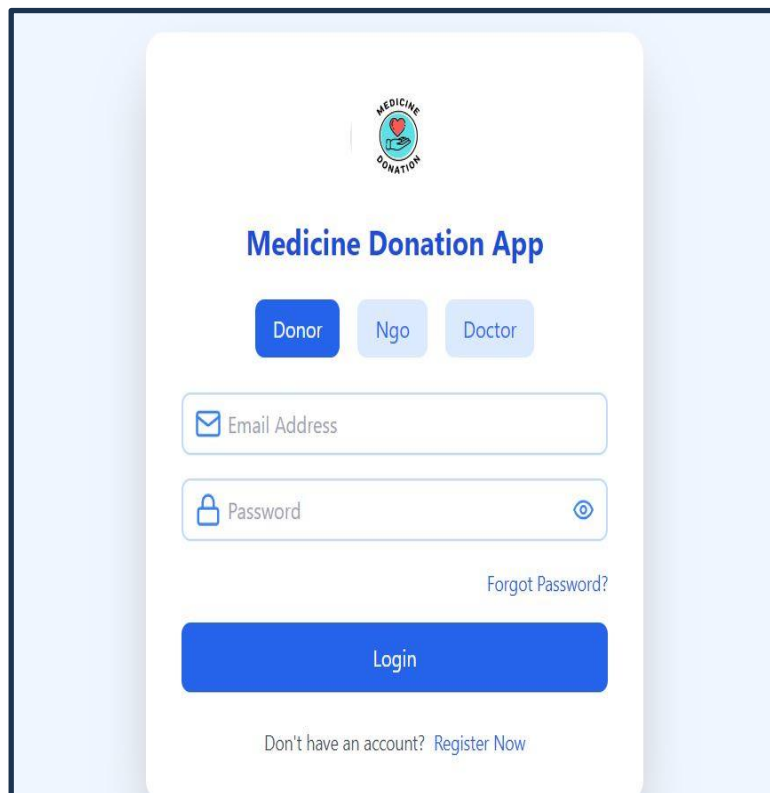 MEDICINE
DONATION
Medicine Donation App
Donor Ngo Doctor
Email Address
Password
Forgot Password?
Login
Don't have an account? Register Now